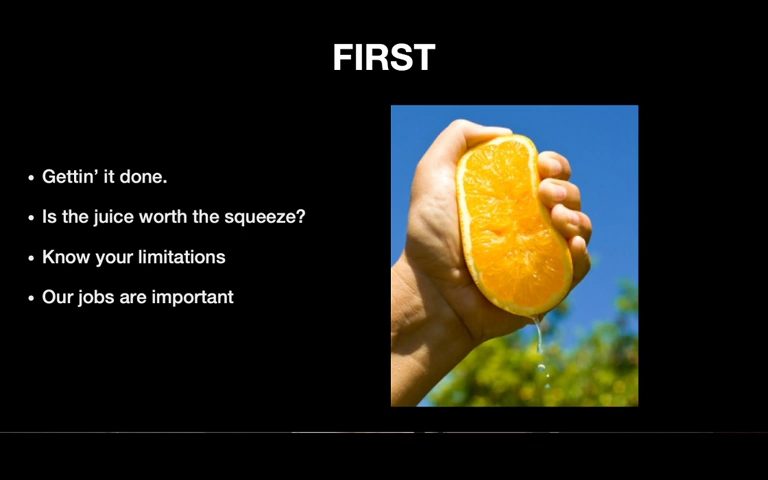 FIRST
• Gettin’ it done.
• Is the juice worth the squeeze?
• Know your limitations
• Our jobs are important